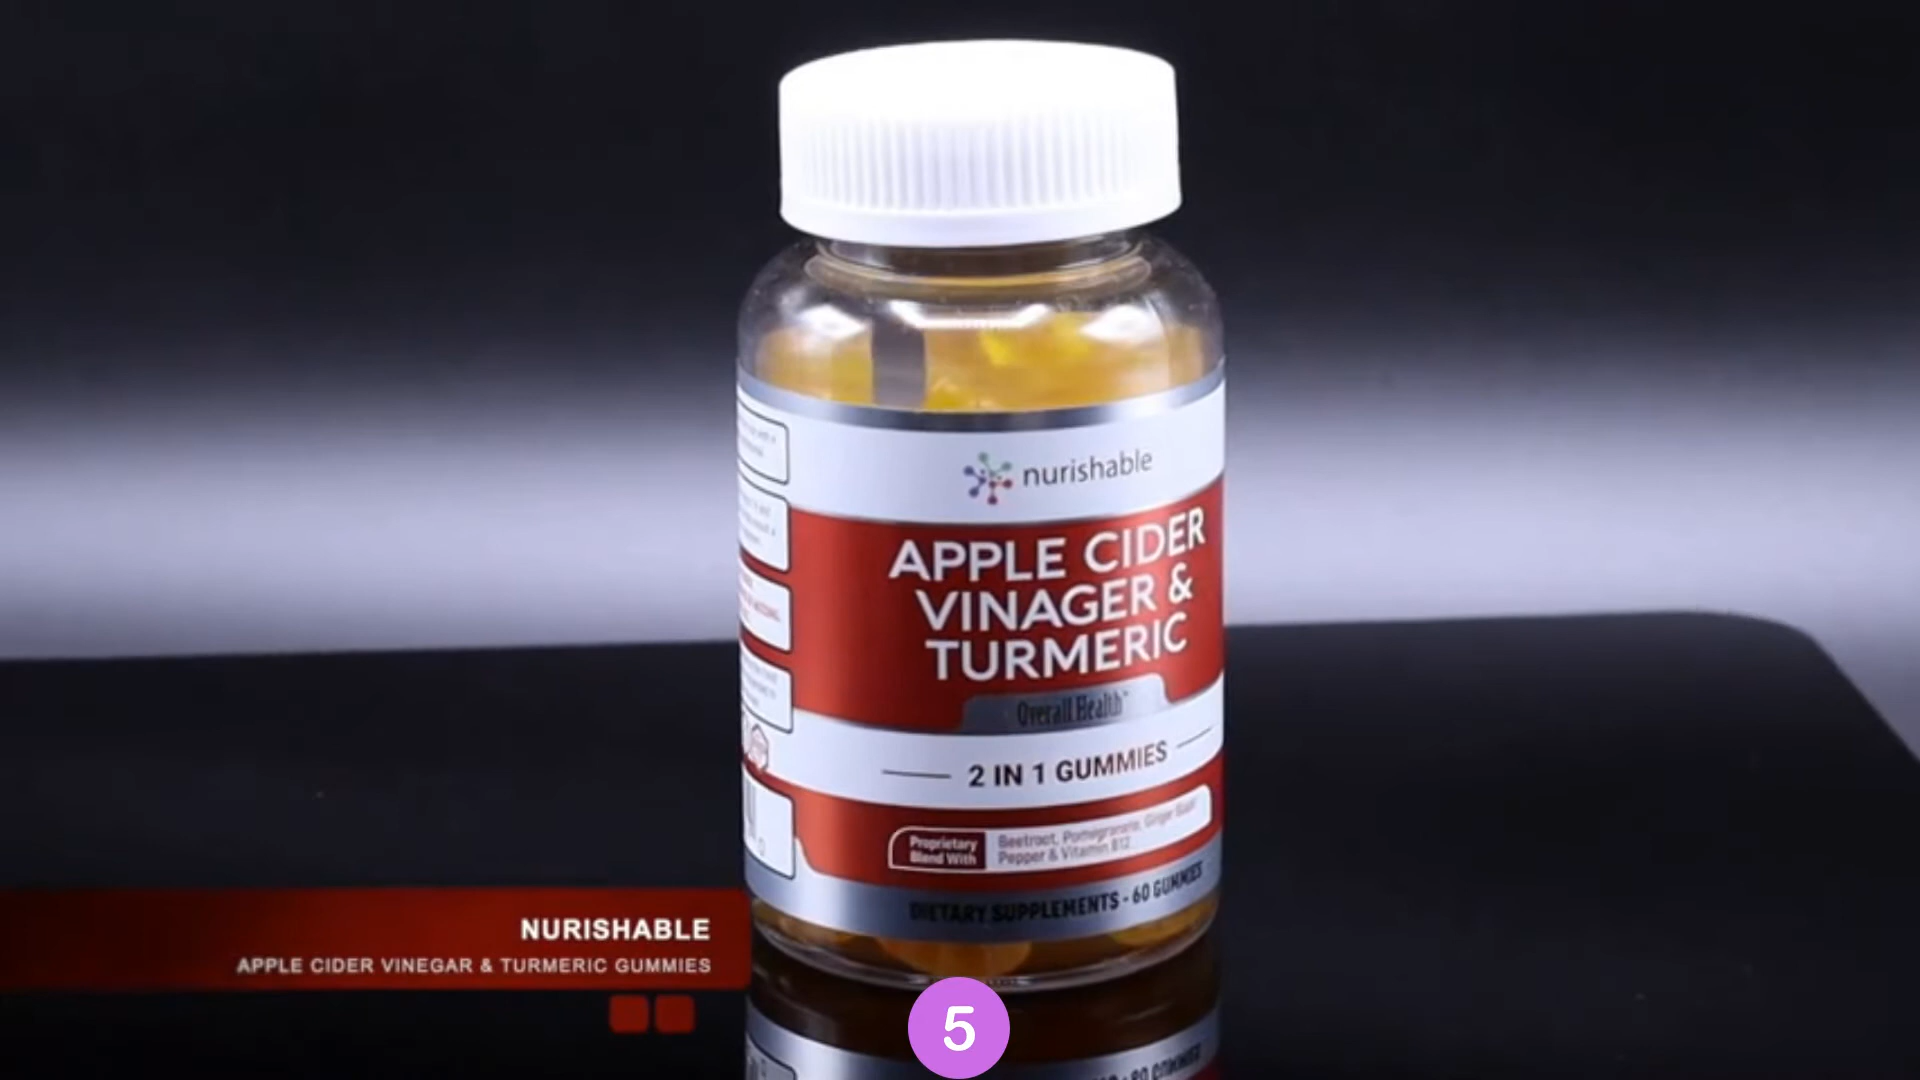 nurishable
APPLE CIDER
VINAGER &
TURMERIC
Overall Health™
2 IN 1 GUMMIES
Proprietary
Blend With
Beetroot, Pomegranate, Ginger
Pepper & Vitamin B12
DIETARY SUPPLEMENTS - 60 GUMMIES
NURISHABLE
APPLE CIDER VINEGAR & TURMERIC GUMMIES
5